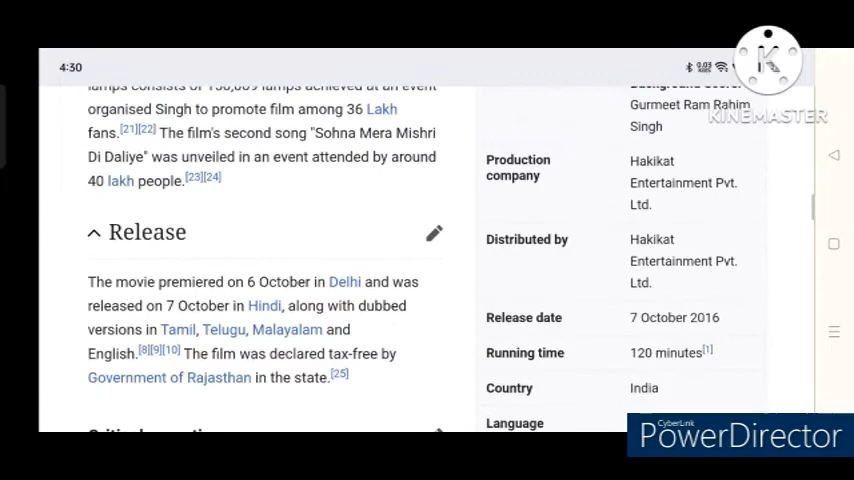 4:30
KINEMASTER
organised Singh to promote film among 36 Lakh
fans.[21][22] The film's second song "Sohna Mera Mishri
Di Daliye" was unveiled in an event attended by around
40 lakh people.[23][24]
Release
The movie premiered on 6 October in Delhi and was
released on 7 October in Hindi, along with dubbed
versions in Tamil, Telugu, Malayalam and
English.[8][9][10] The film was declared tax-free by
Government of Rajasthan in the state.[25]
Gurmeet Ram Rahim
Singh
Production
company
Hakikat
Entertainment Pvt.
Ltd.
Distributed by
Hakikat
Entertainment Pvt.
Ltd.
Release date
7 October 2016
Running time
120 minutes[1]
Country
India
Language
CyberLink
PowerDirector